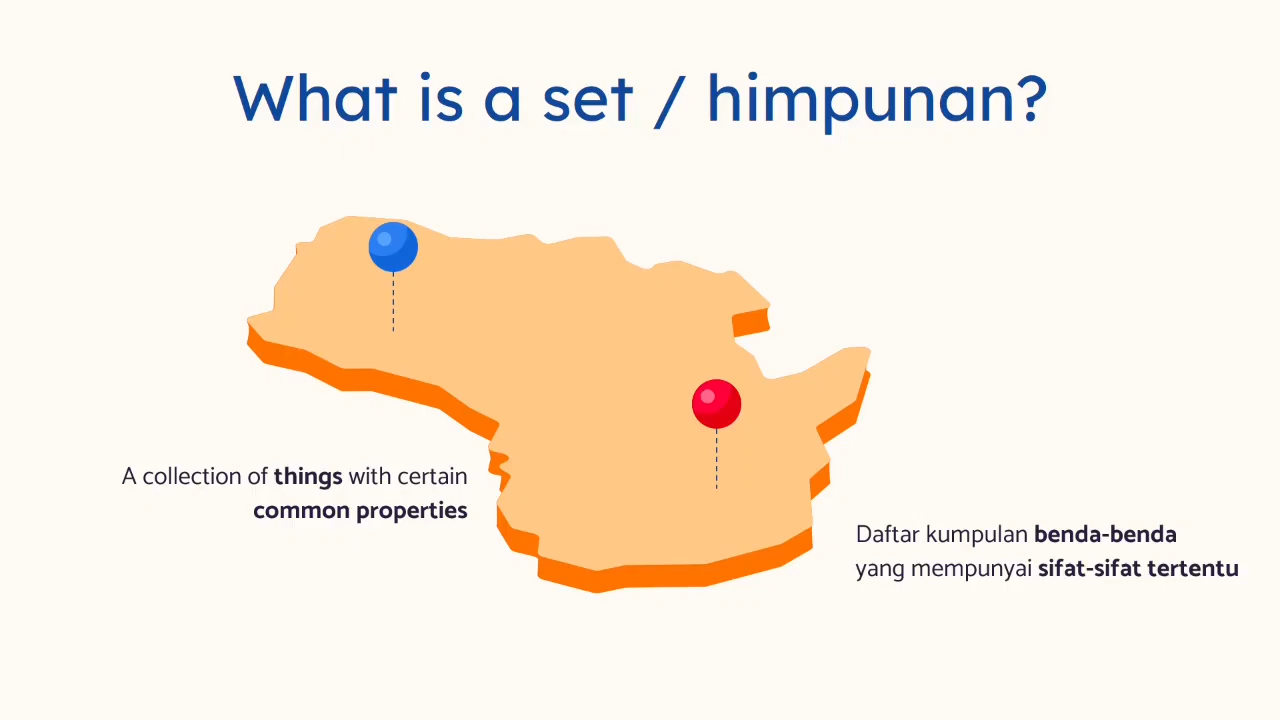 What is a set / himpunan?
A collection of things with certain
common properties
Daftar kumpulan benda-benda
yang mempunyai sifat-sifat tertentu